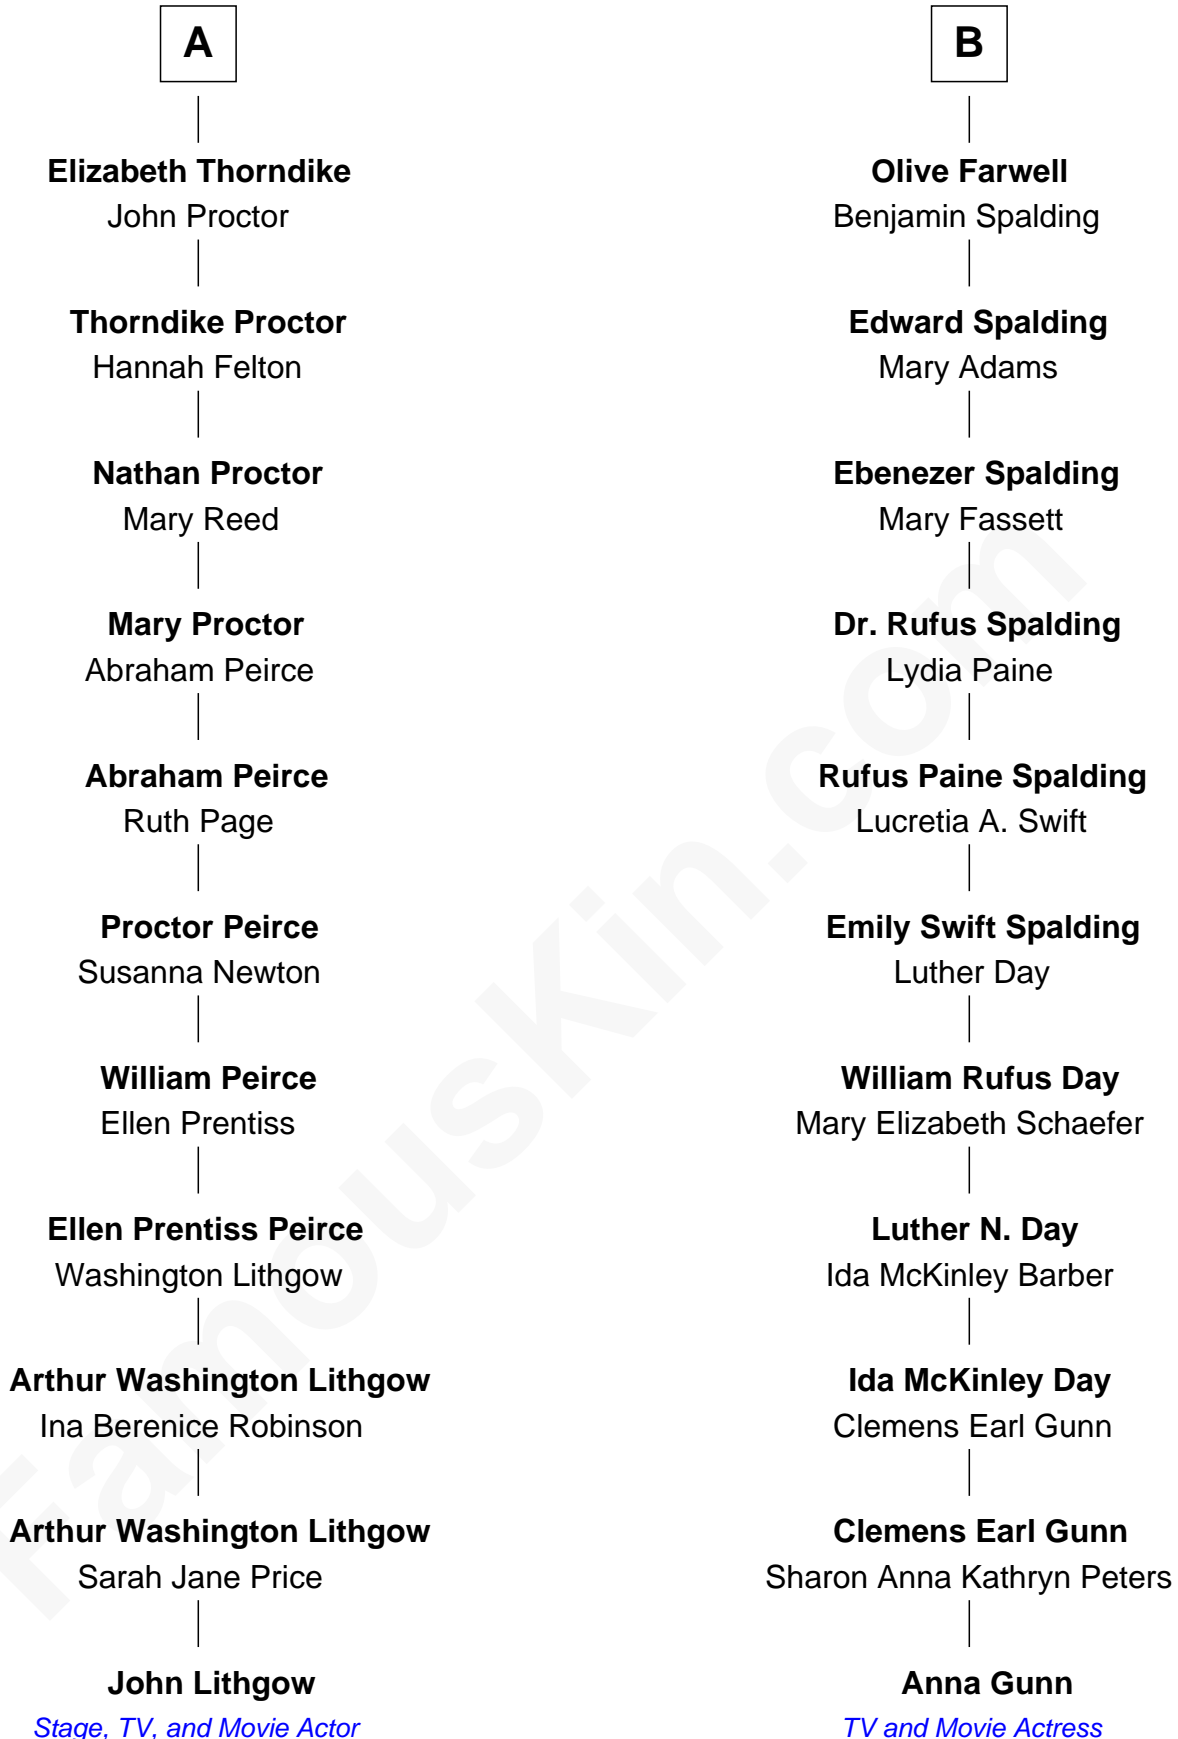 A
Elizabeth Thorndike
John Proctor
Thorndike Proctor
Hannah Felton
Nathan Proctor
Mary Reed
Mary Proctor
Abraham Peirce
Abraham Peirce
Ruth Page
Proctor Peirce
Susanna Newton
William Peirce
Ellen Prentiss
Ellen Prentiss Peirce
Washington Lithgow
Arthur Washington Lithgow
Ina Berenice Robinson
Arthur Washington Lithgow
Sarah Jane Price
John Lithgow
Stage, TV, and Movie Actor
B
Olive Farwell
Benjamin Spalding
Edward Spalding
Mary Adams
Ebenezer Spalding
Mary Fassett
Dr. Rufus Spalding
Lydia Paine
Rufus Paine Spalding
Lucretia A. Swift
Emily Swift Spalding
Luther Day
William Rufus Day
Mary Elizabeth Schaefer
Luther N. Day
Ida McKinley Barber
Ida McKinley Day
Clemens Earl Gunn
Clemens Earl Gunn
Sharon Anna Kathryn Peters
Anna Gunn
TV and Movie Actress
FamousKin.com